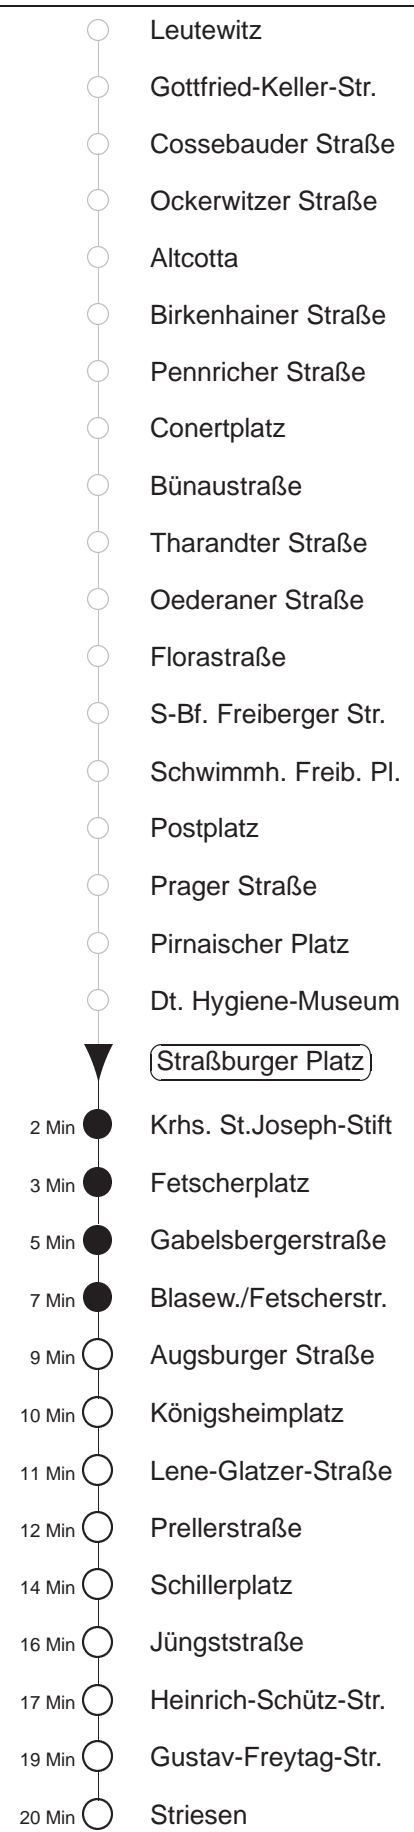 Leutewitz
Gottfried-Keller-Str.
Cossebauder Straße
Ockerwitzer Straße
Altcotta
Birkenhainer Straße
Pennricher Straße
Conertplatz
Bünaustraße
Tharandter Straße
Oederaner Straße
Florastraße
S-Bf. Freiberger Str.
Schwimmh. Freib. Pl.
Postplatz
Prager Straße
Pirnaischer Platz
Dt. Hygiene-Museum
Straßburger Platz
2 Min Krhs. St.Joseph-Stift
3 Min Fetscherplatz
5 Min Gabelsbergerstraße
7 Min Blasew./Fetscherstr.
9 Min Augsburger Straße
10 Min Königsheimplatz
11 Min Lene-Glatzer-Straße
12 Min Prellerstraße
14 Min Schillerplatz
16 Min Jüngststraße
17 Min Heinrich-Schütz-Str.
19 Min Gustav-Freytag-Str.
20 Min Striesen